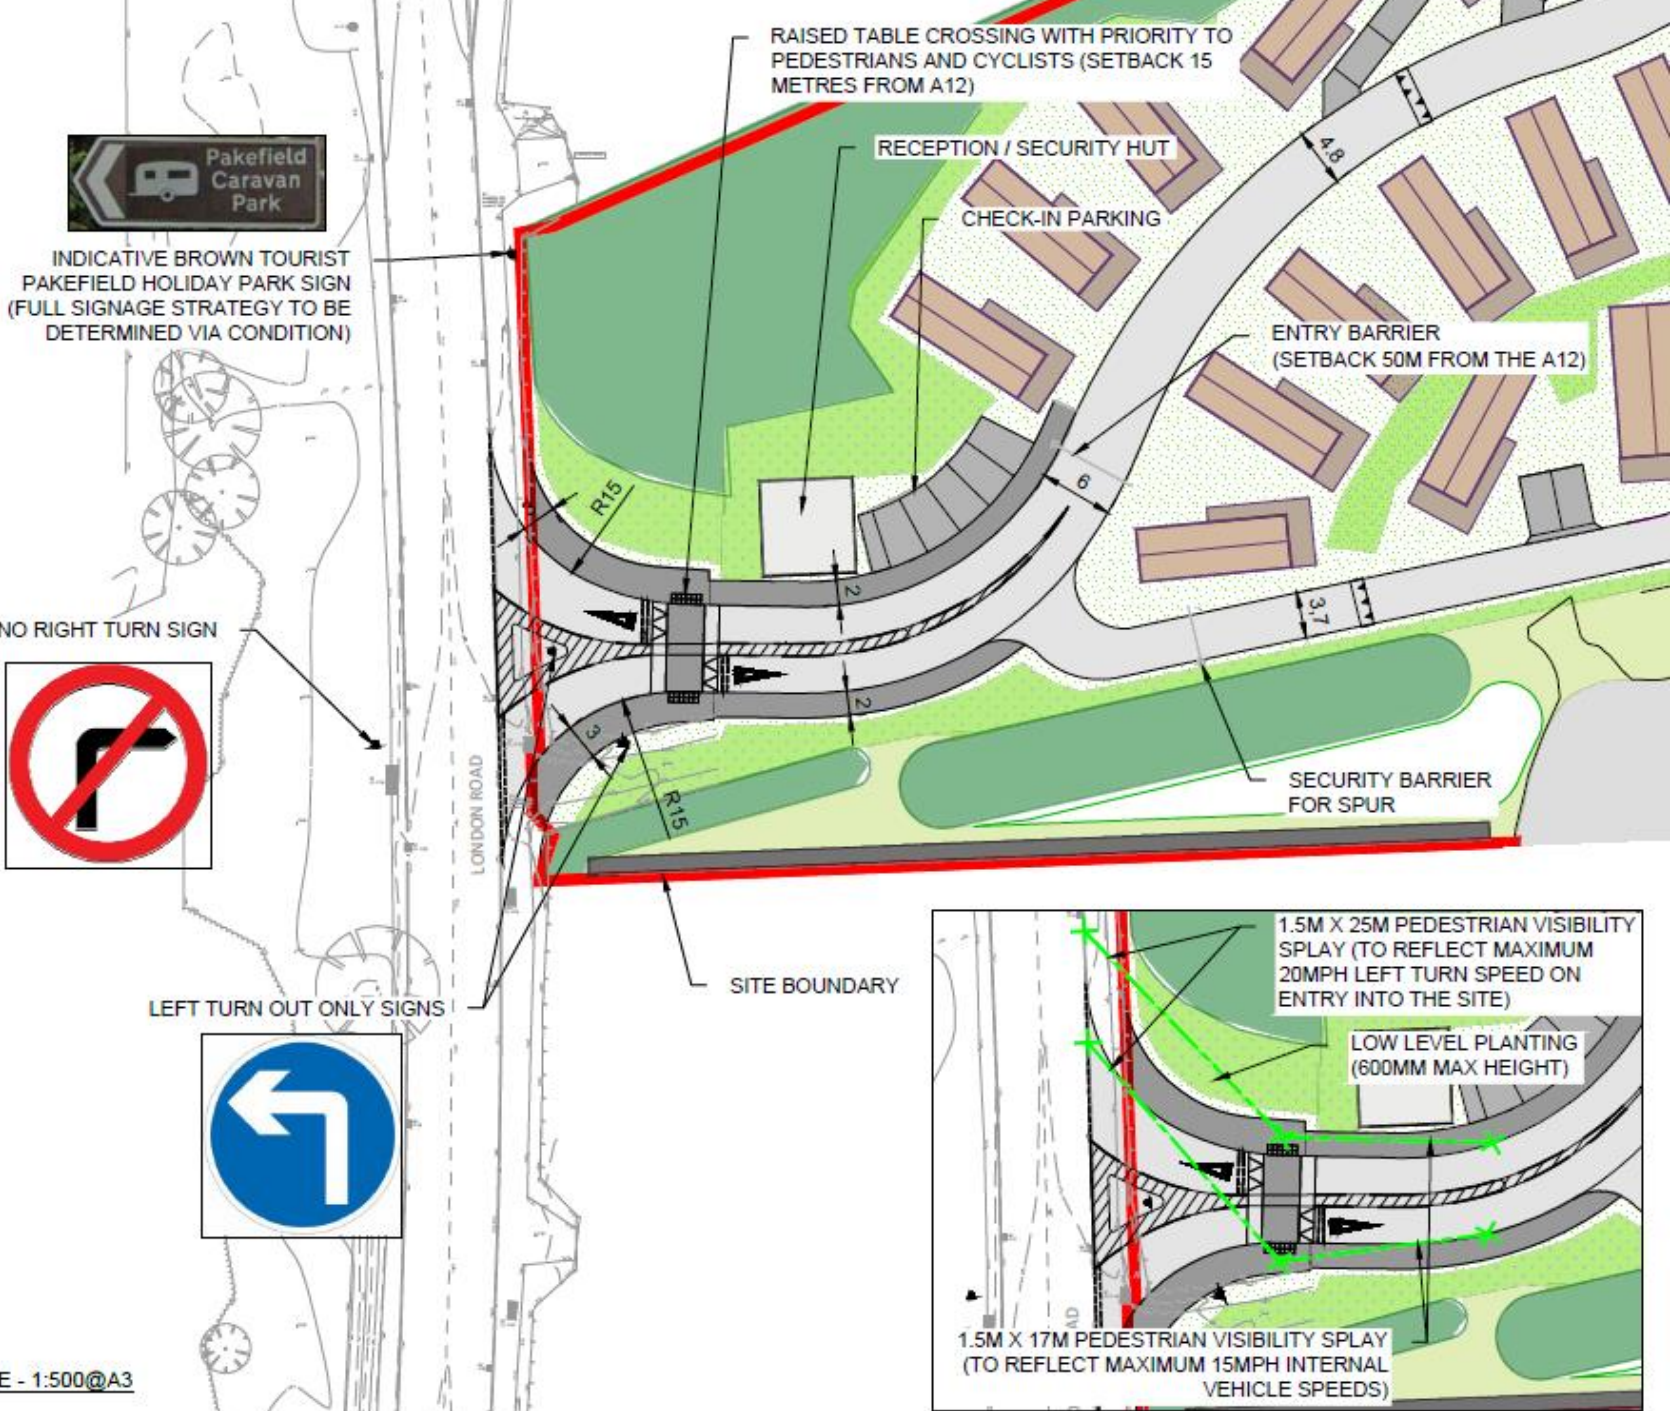 RAISED TABLE CROSSING WITH PRIORITY TO
PEDESTRIANS AND CYCLISTS (SETBACK 15
METRES FROM A12)
RECEPTION / SECURITY HUT
CHECK-IN PARKING
4.8
Pakefield
Caravan
Park
INDICATIVE BROWN TOURIST
PAKEFIELD HOLIDAY PARK SIGN
(FULL SIGNAGE STRATEGY TO BE
DETERMINED VIA CONDITION)
ENTRY BARRIER
(SETBACK 50M FROM THE A12)
R15
6
2
3.7
NO RIGHT TURN SIGN
2
3
R15
LONDON ROAD
SECURITY BARRIER
FOR SPUR
SITE BOUNDARY
LEFT TURN OUT ONLY SIGNS
1.5M X 25M PEDESTRIAN VISIBILITY
SPLAY (TO REFLECT MAXIMUM
20MPH LEFT TURN SPEED ON
ENTRY INTO THE SITE)
LOW LEVEL PLANTING
(600MM MAX HEIGHT)
AD
1.5M X 17M PEDESTRIAN VISIBILITY SPLAY
(TO REFLECT MAXIMUM 15MPH INTERNAL
VEHICLE SPEEDS)
E - 1:500@A3